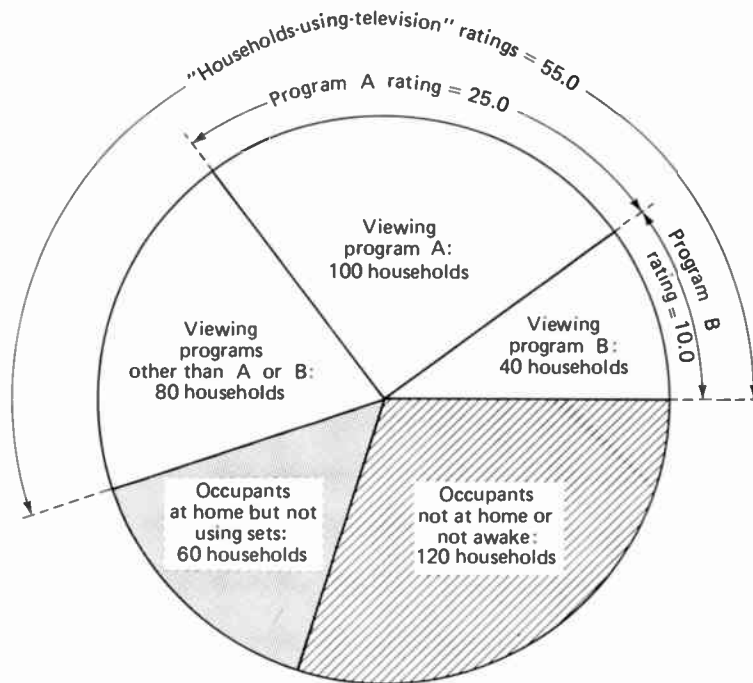 "Households-using-television" ratings = 55.0
Program A rating = 25.0
Program B
rating = 10.0
Viewing
program A:
100 households
Viewing
programs
other than A or B:
80 households
Viewing
program B:
40 households
Occupants
at home but not
using sets:
60 households
Occupants
not at home or
not awake:
120 households